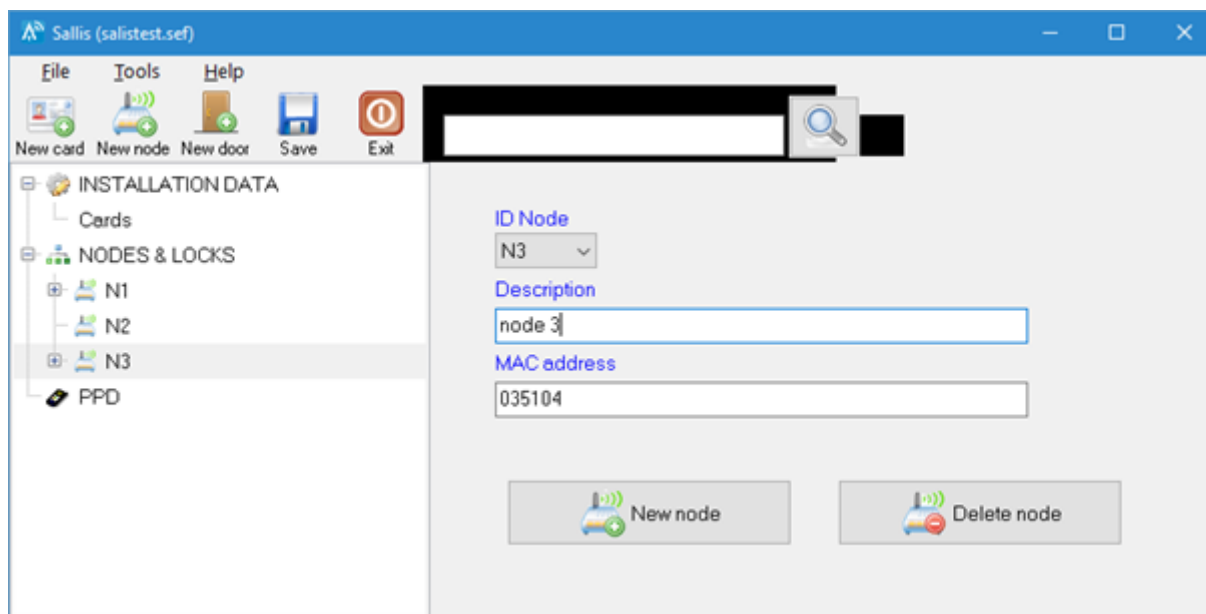 Sallis (salistest.sef)
File Tools Help
New card New node New door Save Exit
INSTALLATION DATA
Cards
NODES & LOCKS
N1
N2
N3
PPD
ID Node
N3
Description
node 3
MAC address
035104
New node Delete node